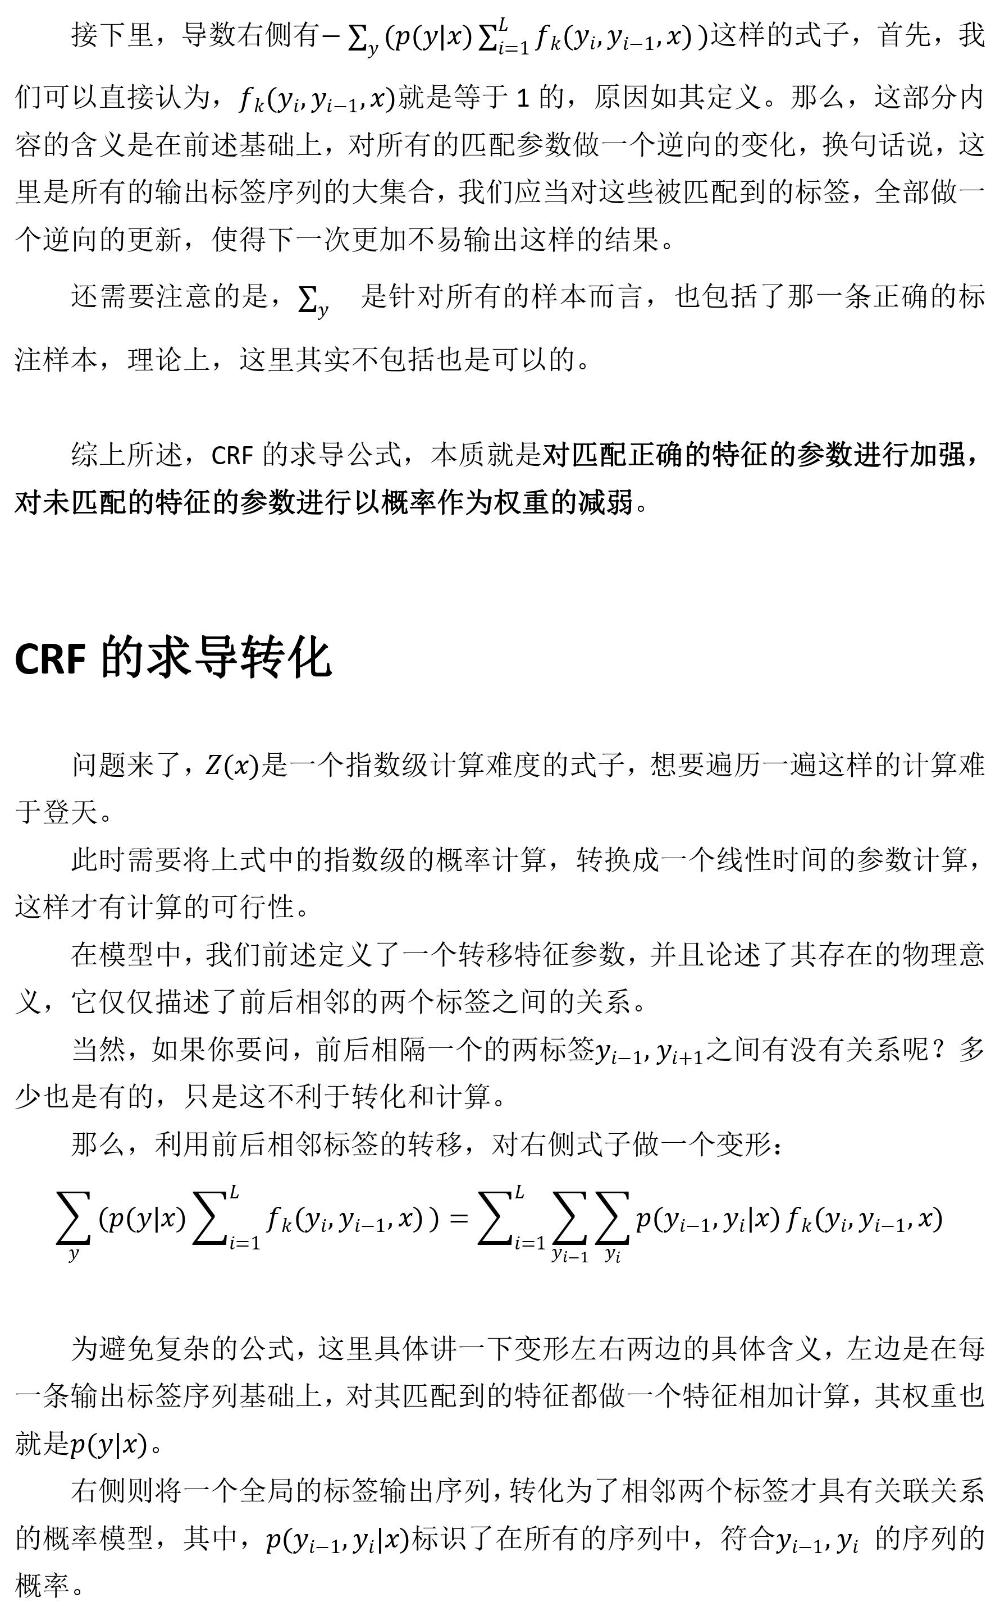 接下里，导数右侧有− ∑_y (p(y|x) ∑_{i=1}^{L} f_k(y_i, y_{i−1}, x) )这样的式子，首先，我
们可以直接认为，f_k(y_i, y_{i−1}, x)就是等于 1 的，原因如其定义。那么，这部分内
容的含义是在前述基础上，对所有的匹配参数做一个逆向的变化，换句话说，这
里是所有的输出标签序列的大集合，我们应当对这些被匹配到的标签，全部做一
个逆向的更新，使得下一次更加不易输出这样的结果。
还需要注意的是，∑_y 是针对所有的样本而言，也包括了那一条正确的标
注样本，理论上，这里其实不包括也是可以的。
综上所述，CRF 的求导公式，本质就是对匹配正确的特征的参数进行加强，
对未匹配的特征的参数进行以概率作为权重的减弱。
CRF 的求导转化
问题来了，Z(x)是一个指数级计算难度的式子，想要遍历一遍这样的计算难
于登天。
此时需要将上式中的指数级的概率计算，转换成一个线性时间的参数计算，
这样才有计算的可行性。
在模型中，我们前述定义了一个转移特征参数，并且论述了其存在的物理意
义，它仅仅描述了前后相邻的两个标签之间的关系。
当然，如果你要问，前后相隔一个的两标签y_{i−1}, y_{i+1}之间有没有关系呢？多
少也是有的，只是这不利于转化和计算。
那么，利用前后相邻标签的转移，对右侧式子做一个变形：
∑_y (p(y|x) ∑_{i=1}^{L} f_k(y_i, y_{i−1}, x) ) = ∑_{i=1}^{L} ∑_{y_{i−1}} ∑_{y_i} p(y_{i−1}, y_i|x) f_k(y_i, y_{i−1}, x)
为避免复杂的公式，这里具体讲一下变形左右两边的具体含义，左边是在每
一条输出标签序列基础上，对其匹配到的特征都做一个特征相加计算，其权重也
就是p(y|x)。
右侧则将一个全局的标签输出序列，转化为了相邻两个标签才具有关联关系
的概率模型，其中，p(y_{i−1}, y_i|x)标识了在所有的序列中，符合y_{i−1}, y_i 的序列的
概率。